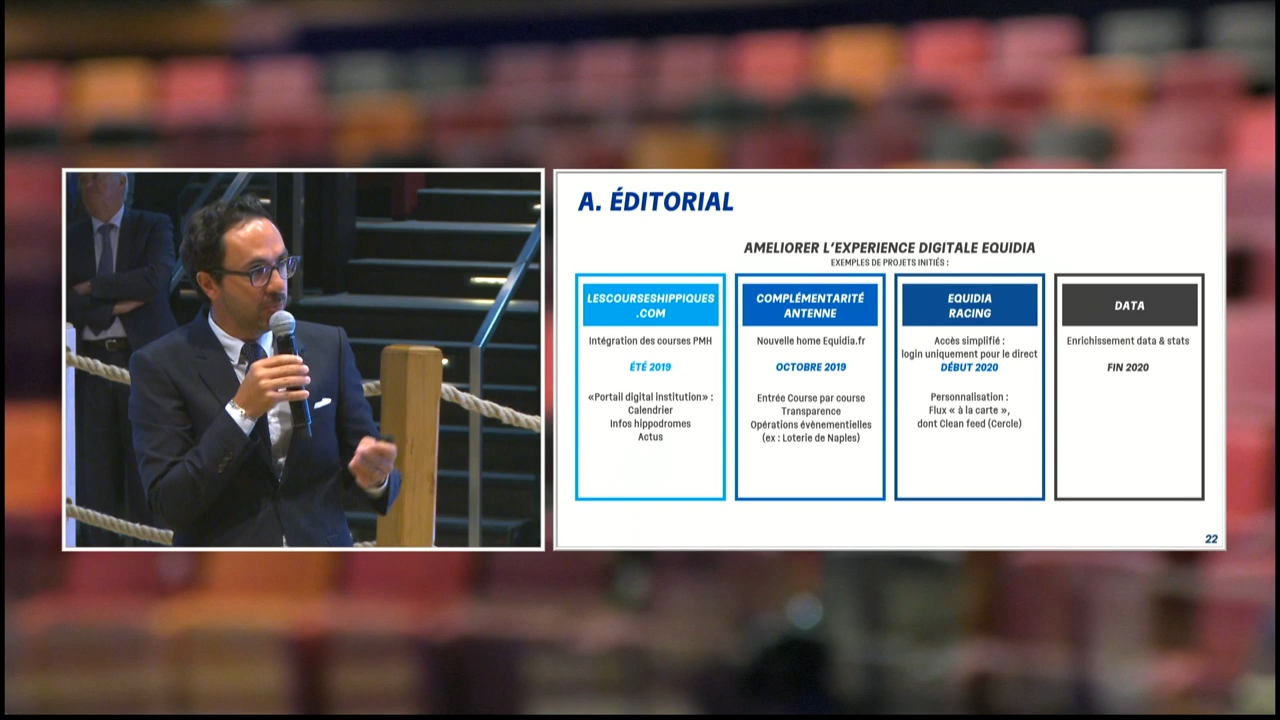 A. ÉDITORIAL
AMELIORER L'EXPERIENCE DIGITALE EQUIDIA
EXEMPLES DE PROJETS INITIÉS :
LESCOURSESHIPPIQUES
.COM
Intégration des courses PMH
ÉTÉ 2019
«Portail digital institution» :
Calendrier
Infos hippodromes
Actus
COMPLÉMENTARITÉ
ANTENNE
Nouvelle home Equidia.fr
OCTOBRE 2019
Entrée Course par course
Transparence
Opérations évènementielles
(ex : Loterie de Naples)
EQUIDIA
RACING
Accès simplifié :
login uniquement pour le direct
DÉBUT 2020
Personnalisation :
Flux « à la carte »,
dont Clean feed (Cercle)
DATA
Enrichissement data & stats
FIN 2020
22